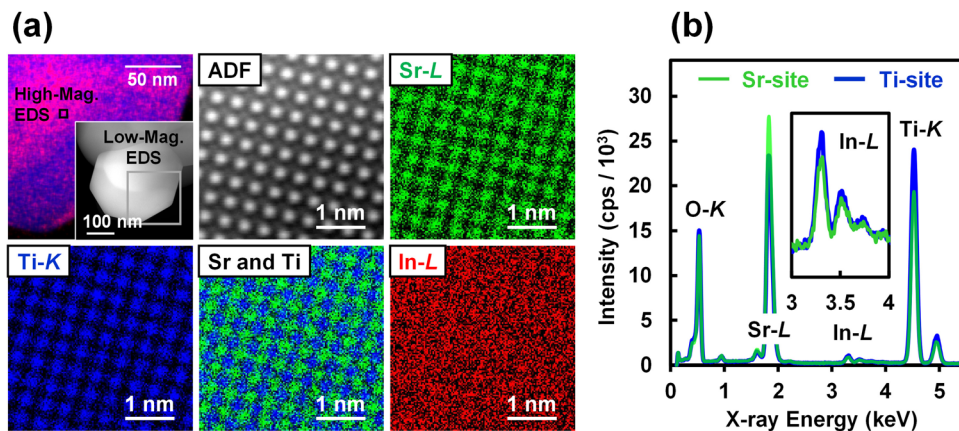 (a)
50 nm
High-Mag.
EDS
Low-Mag.
EDS
100 nm
ADF
1 nm
Sr-L
1 nm
Ti-K
1 nm
Sr and Ti
1 nm
In-L
1 nm
(b)
Sr-site
Ti-site
30
25
20
15
10
5
0
Intensity (cps / 10³)
O-K
Sr-L
In-L
Ti-K
In-L
3
3.5
4
0
1
2
3
4
5
X-ray Energy (keV)